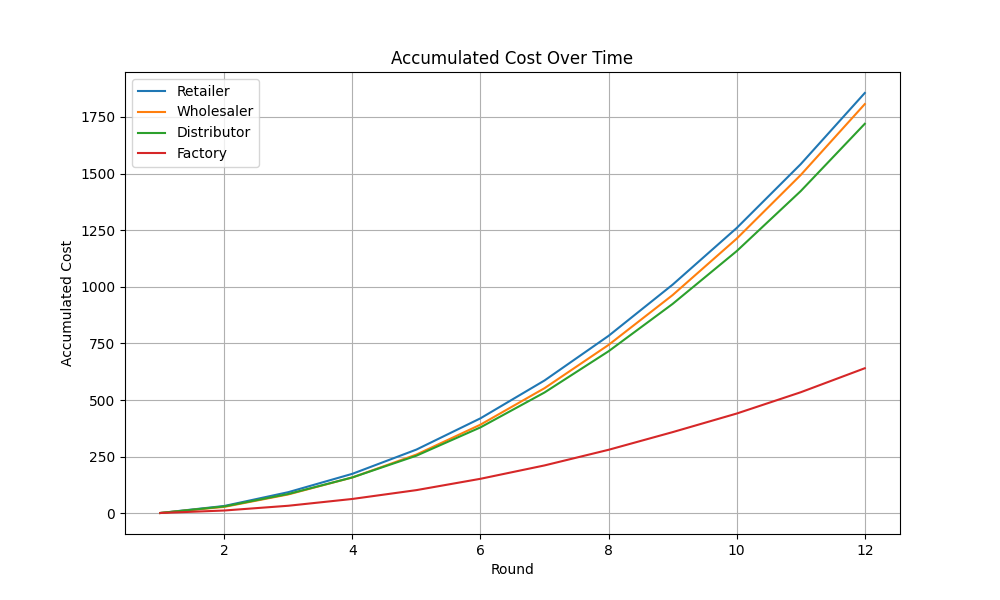 Accumulated Cost Over Time
Retailer
Wholesaler
Distributor
Factory
Accumulated Cost
1750
1500
1250
1000
750
500
250
0
2 4 6 8 10 12
Round